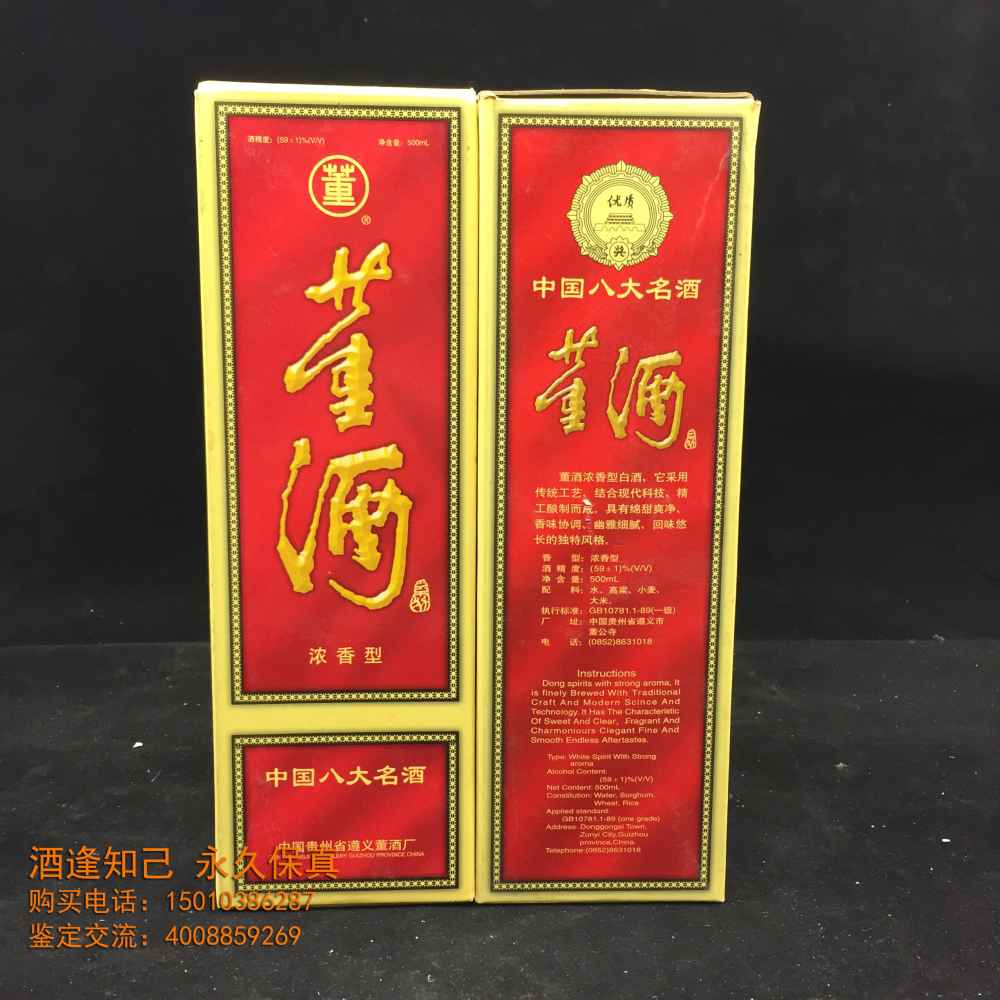 酒精度：(59±1)%(V/V)
净含量：500mL
董
®
董酒
浓香型
中国八大名酒
中国贵州省遵义董酒厂
优质
奖
中国八大名酒
董酒
董酒浓香型白酒，它采用
传统工艺、结合现代科技、精
工酿制而成，具有绵甜爽净、
香味协调、幽雅细腻、回味悠
长的独特风格.
香 型：浓香型
酒精度：(59±1)%(V/V)
净含量：500mL
配 料：水、高粱、小麦、
大米.
执行标准：GB10781.1-89(一级)
厂 址：中国贵州省遵义市
董公寺
电 话：(0852)8631018
Instructions
Dong spirits with strong aroma, It
is finely Brewed With Traditional
Craft And Modern Scince And
Technology. It Has The Characteristic
Of Sweet And Clear, Fragrant And
Charmoniours Clegant Fine And
Smooth Endless Aftertastes.
Type: White Spirit With Strong
aroma
Alcohol Content:
(59±1)%(V/V)
Net Content: 500mL
Constitution: Water, Sorghum,
Wheat, Rice
Applied standard:
GB10781.1-89 (one grade)
Address: Donggongsi Town,
Zunyi City,Guizhou
province,China.
Telephone:(0852)8631018
酒逢知己 永久保真
购买电话：15010386287
鉴定交流：4008859269